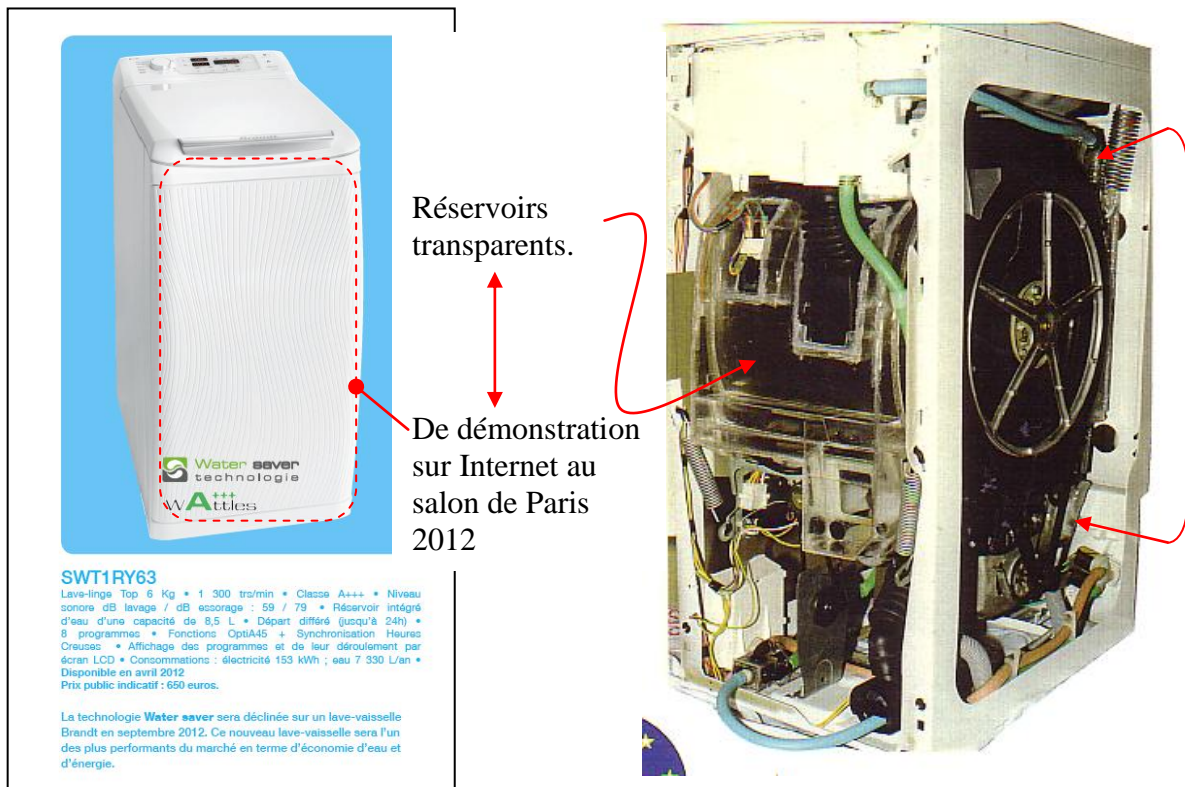 Water saver
technologie
WAttles
A+++
SWT1RY63
Lave-linge Top 6 Kg • 1 300 trs/min • Classe A+++ • Niveau
sonore dB lavage / dB essorage : 59 / 79 • Réservoir intégré
d'eau d'une capacité de 8,5 L • Départ différé (jusqu'à 24h) •
8 programmes • Fonctions OptiA45 + Synchronisation Heures
Creuses • Affichage des programmes et de leur déroulement par
écran LCD • Consommations : électricité 153 kWh ; eau 7 330 L/an •
Disponible en avril 2012
Prix public indicatif : 650 euros.
La technologie Water saver sera déclinée sur un lave-vaisselle
Brandt en septembre 2012. Ce nouveau lave-vaisselle sera l'un
des plus performants du marché en terme d'économie d'eau et
d'énergie.
Réservoirs
transparents.
De démonstration
sur Internet au
salon de Paris
2012